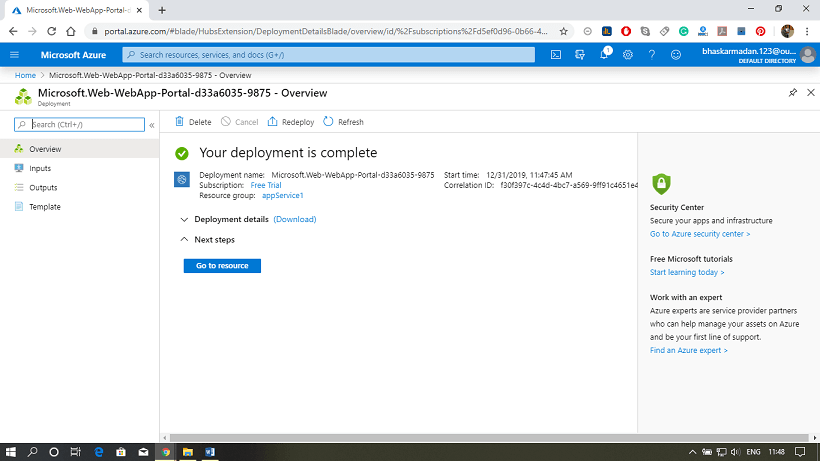 Microsoft.Web-WebApp-Portal-d
portal.azure.com/#blade/HubsExtension/DeploymentDetailsBlade/overview/id/%2Fsubscriptions%2Fd5ef0d96-0b66-4...
Microsoft Azure
Search resources, services, and docs (G+/)
1
bhaskarmadan.123@ou...
DEFAULT DIRECTORY
Home > Microsoft.Web-WebApp-Portal-d33a6035-9875 - Overview
Microsoft.Web-WebApp-Portal-d33a6035-9875 - Overview
Deployment
Search (Ctrl+/)
«
Overview
Inputs
Outputs
Template
Delete Cancel Redeploy Refresh
Your deployment is complete
Deployment name: Microsoft.Web-WebApp-Portal-d33a6035-9875
Subscription: Free Trial
Resource group: appService1
Start time: 12/31/2019, 11:47:45 AM
Correlation ID: f30f397c-4c4d-4bc7-a569-9ff91c4651e4
Deployment details (Download)
Next steps
Go to resource
Security Center
Secure your apps and infrastructure
Go to Azure security center >
Free Microsoft tutorials
Start learning today >
Work with an expert
Azure experts are service provider partners
who can help manage your assets on Azure
and be your first line of support.
Find an Azure expert >
ENG 11:48